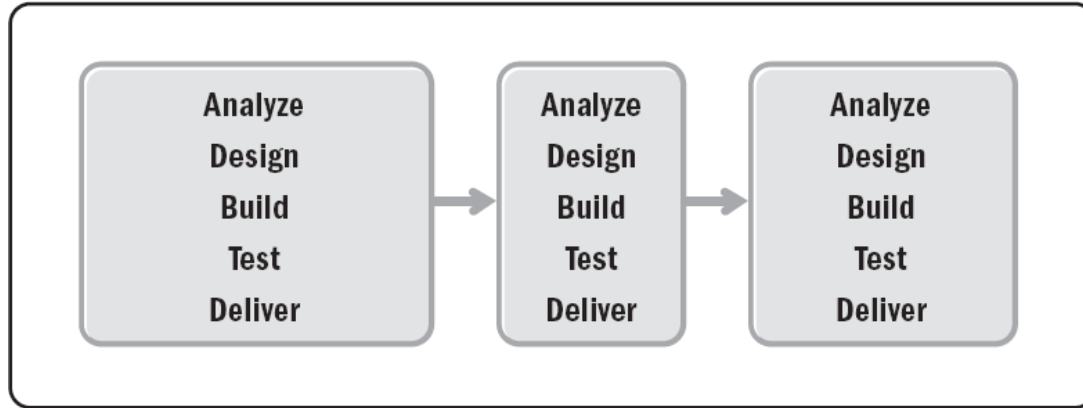 Analyze
Design
Build
Test
Deliver
Analyze
Design
Build
Test
Deliver
Analyze
Design
Build
Test
Deliver